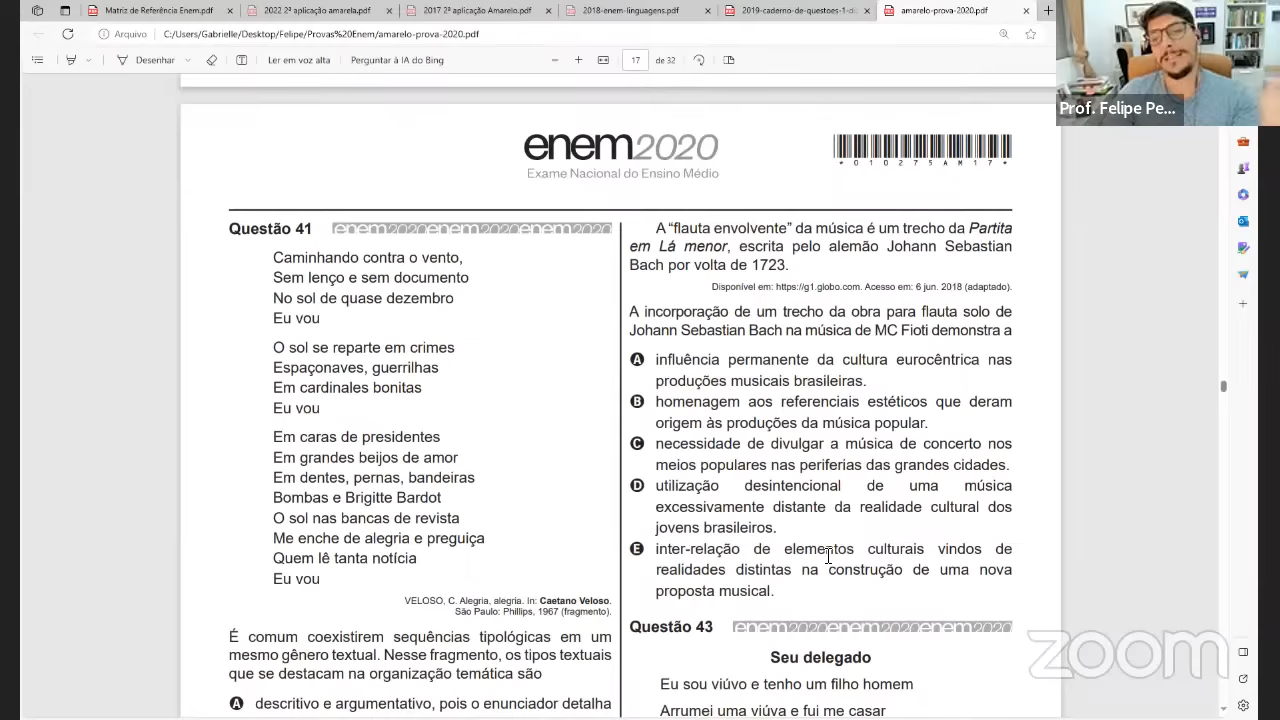 Matriz de Referência Enem.pdf
2022 2ª aplicação amarela.pdf
2017 2ª aplicação Amarelo.pdf
2018-enem-linguagens.pdf
2019-caderno-de-questoes-1-di
amarelo-prova-2020.pdf
Arquivo
C:/Users/Gabrielle/Desktop/Felipe/Provas%20Enem/amarelo-prova-2020.pdf
Desenhar
Ler em voz alta
Perguntar à IA do Bing
17 de 32
Prof. Felipe Pe...
enem2020
Exame Nacional do Ensino Médio
*010275AM17*
Questão 41
enem2020enem2020enem2020
Caminhando contra o vento,
Sem lenço e sem documento
No sol de quase dezembro
Eu vou
O sol se reparte em crimes
Espaçonaves, guerrilhas
Em cardinales bonitas
Eu vou
Em caras de presidentes
Em grandes beijos de amor
Em dentes, pernas, bandeiras
Bombas e Brigitte Bardot
O sol nas bancas de revista
Me enche de alegria e preguiça
Quem lê tanta notícia
Eu vou
VELOSO, C. Alegria, alegria. In: Caetano Veloso.
São Paulo: Phillips, 1967 (fragmento).
É comum coexistirem sequências tipológicas em um
mesmo gênero textual. Nesse fragmento, os tipos textuais
que se destacam na organização temática são
A descritivo e argumentativo, pois o enunciador detalha
A “flauta envolvente” da música é um trecho da Partita
em Lá menor, escrita pelo alemão Johann Sebastian
Bach por volta de 1723.
Disponível em: https://g1.globo.com. Acesso em: 6 jun. 2018 (adaptado).
A incorporação de um trecho da obra para flauta solo de
Johann Sebastian Bach na música de MC Fioti demonstra a
A influência permanente da cultura eurocêntrica nas
produções musicais brasileiras.
B homenagem aos referenciais estéticos que deram
origem às produções da música popular.
C necessidade de divulgar a música de concerto nos
meios populares nas periferias das grandes cidades.
D utilização desintencional de uma música
excessivamente distante da realidade cultural dos
jovens brasileiros.
E inter-relação de elementos culturais vindos de
realidades distintas na construção de uma nova
proposta musical.
Questão 43
enem2020enem2020enem2020
Seu delegado
Eu sou viúvo e tenho um filho homem
Arrumei uma viúva e fui me casar
zoom